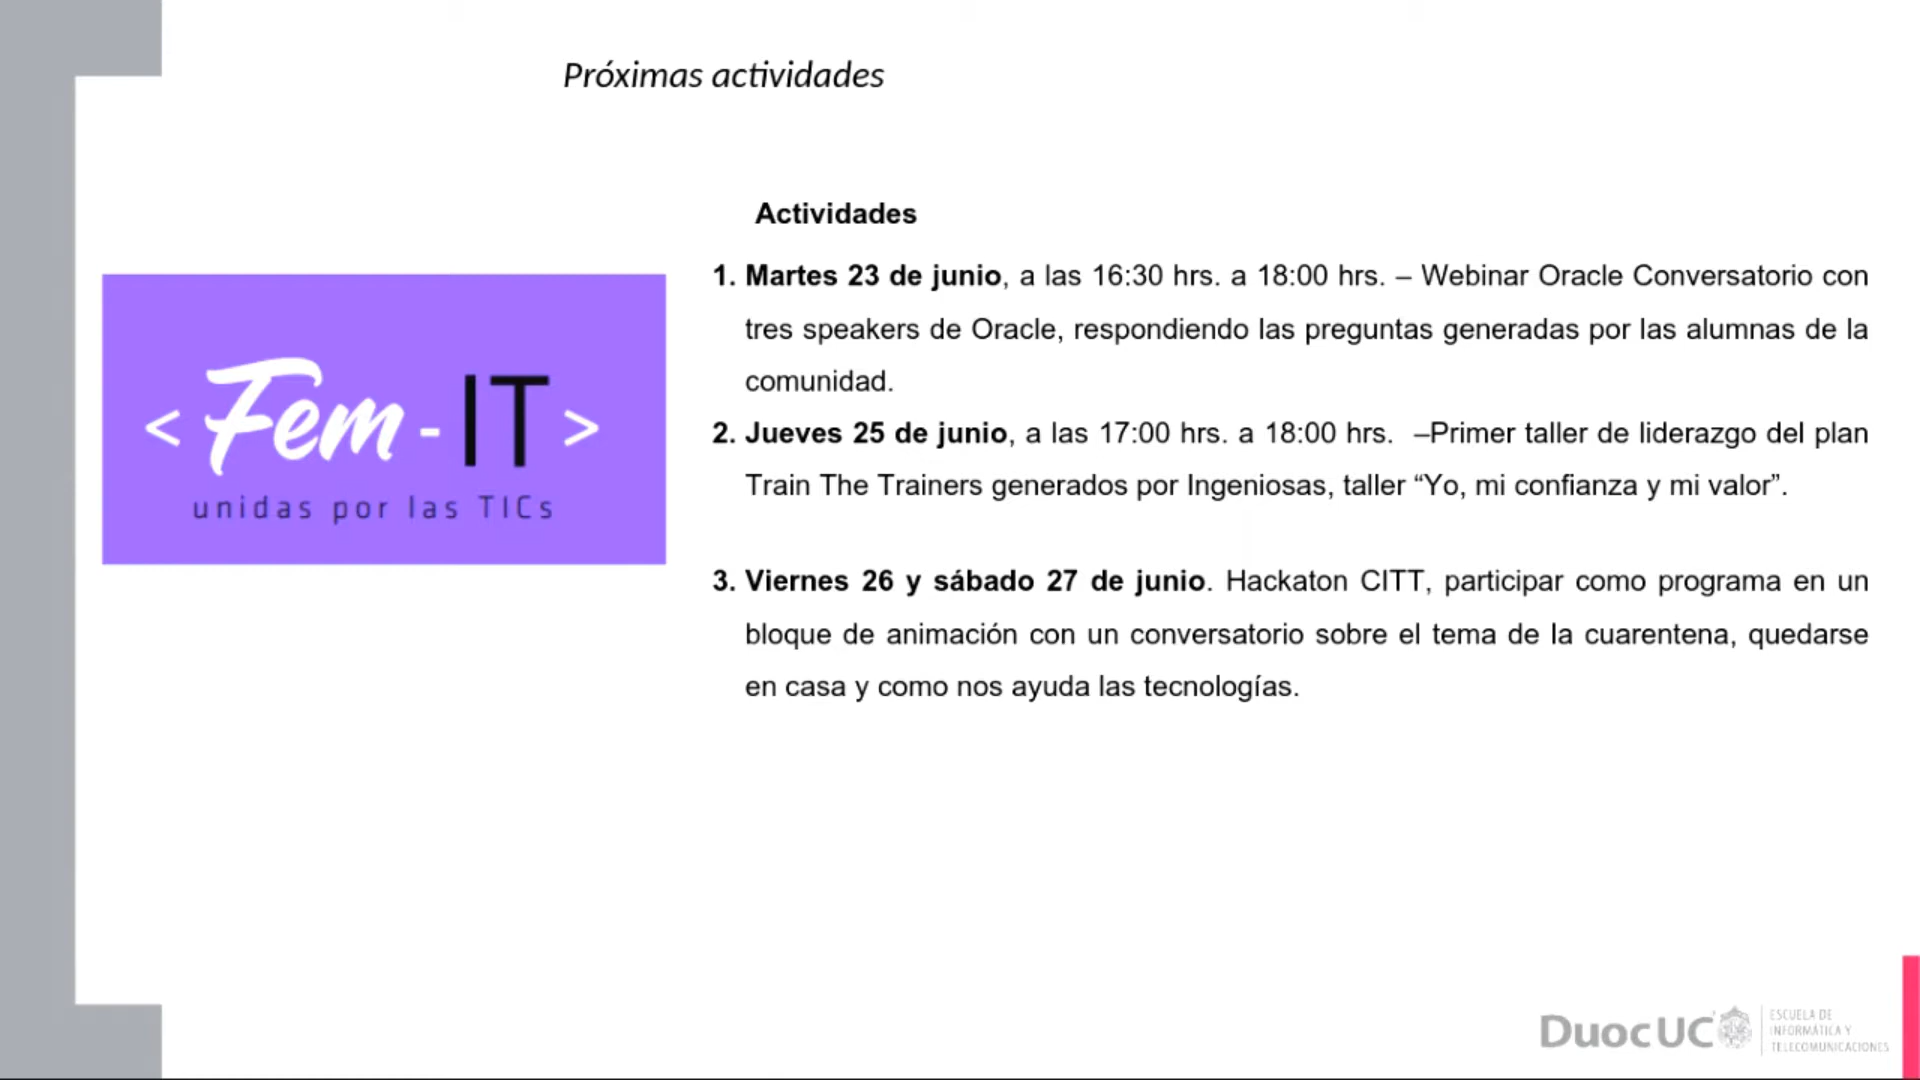 Próximas actividades
Actividades
1. Martes 23 de junio, a las 16:30 hrs. a 18:00 hrs. – Webinar Oracle Conversatorio con
tres speakers de Oracle, respondiendo las preguntas generadas por las alumnas de la
comunidad.
2. Jueves 25 de junio, a las 17:00 hrs. a 18:00 hrs. –Primer taller de liderazgo del plan
Train The Trainers generados por Ingeniosas, taller “Yo, mi confianza y mi valor”.
3. Viernes 26 y sábado 27 de junio. Hackaton CITT, participar como programa en un
bloque de animación con un conversatorio sobre el tema de la cuarentena, quedarse
en casa y como nos ayuda las tecnologías.
<Fem-IT>
unidas por las TICs
DuocUC
ESCUELA DE
INFORMÁTICA Y
TELECOMUNICACIONES